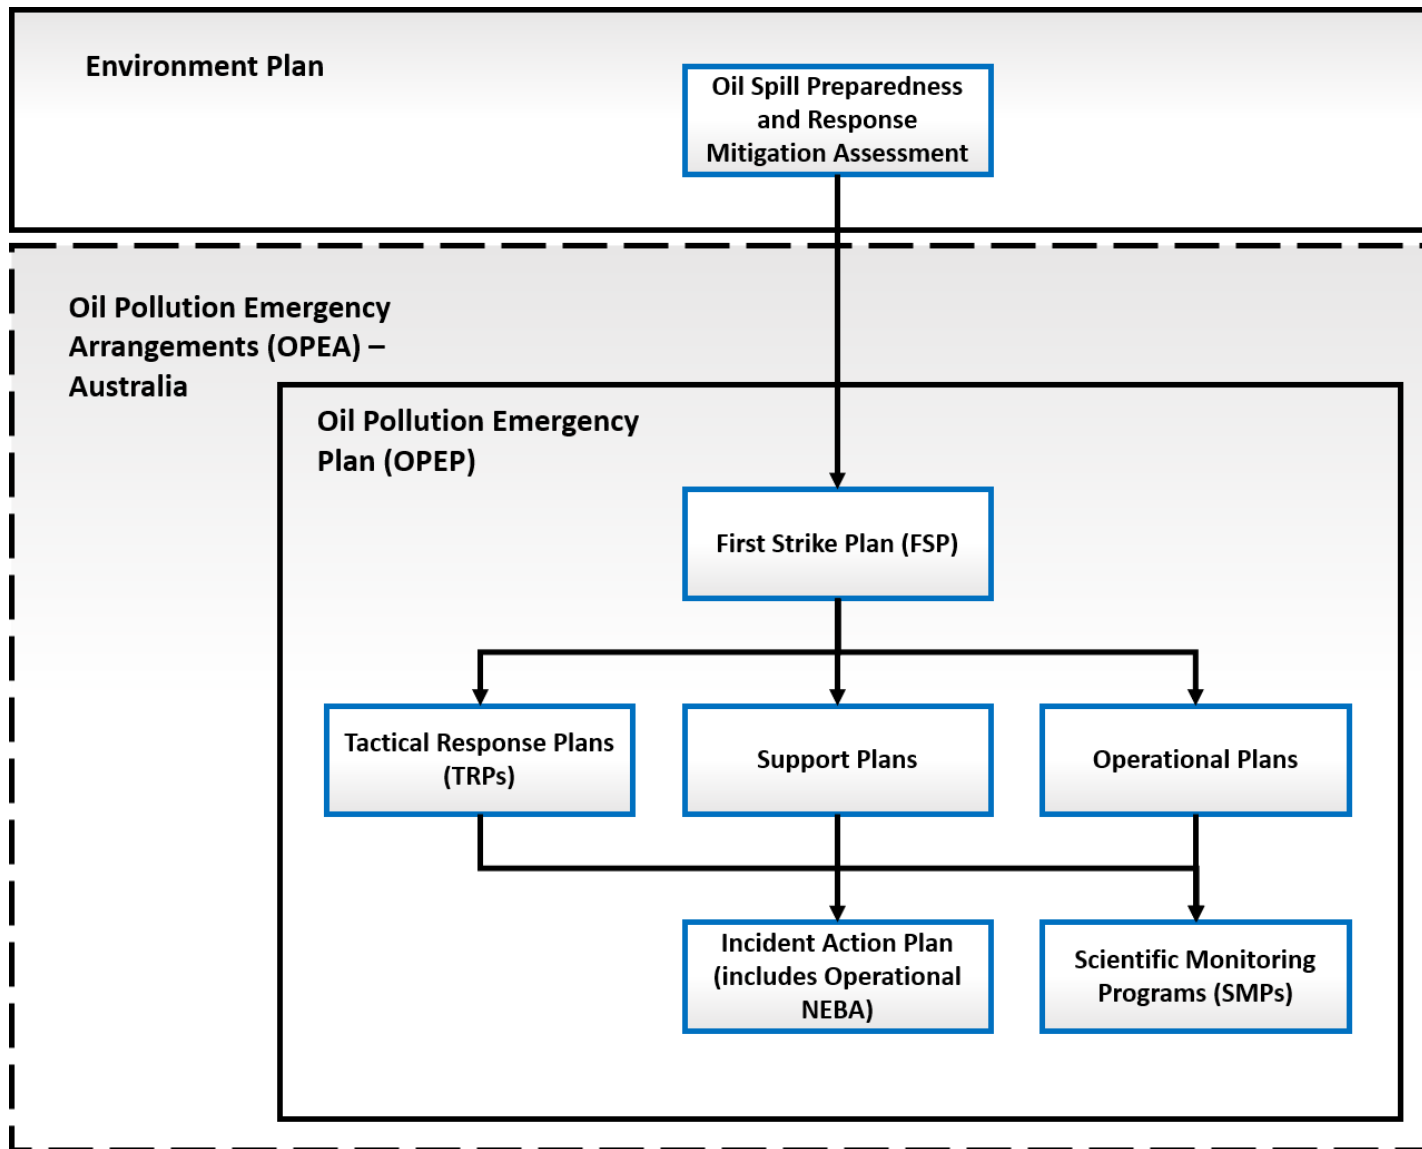 Environment Plan
Oil Spill Preparedness
and Response
Mitigation Assessment
Oil Pollution Emergency
Arrangements (OPEA) –
Australia
Oil Pollution Emergency
Plan (OPEP)
First Strike Plan (FSP)
Tactical Response Plans
(TRPs)
Support Plans
Operational Plans
Incident Action Plan
(includes Operational
NEBA)
Scientific Monitoring
Programs (SMPs)